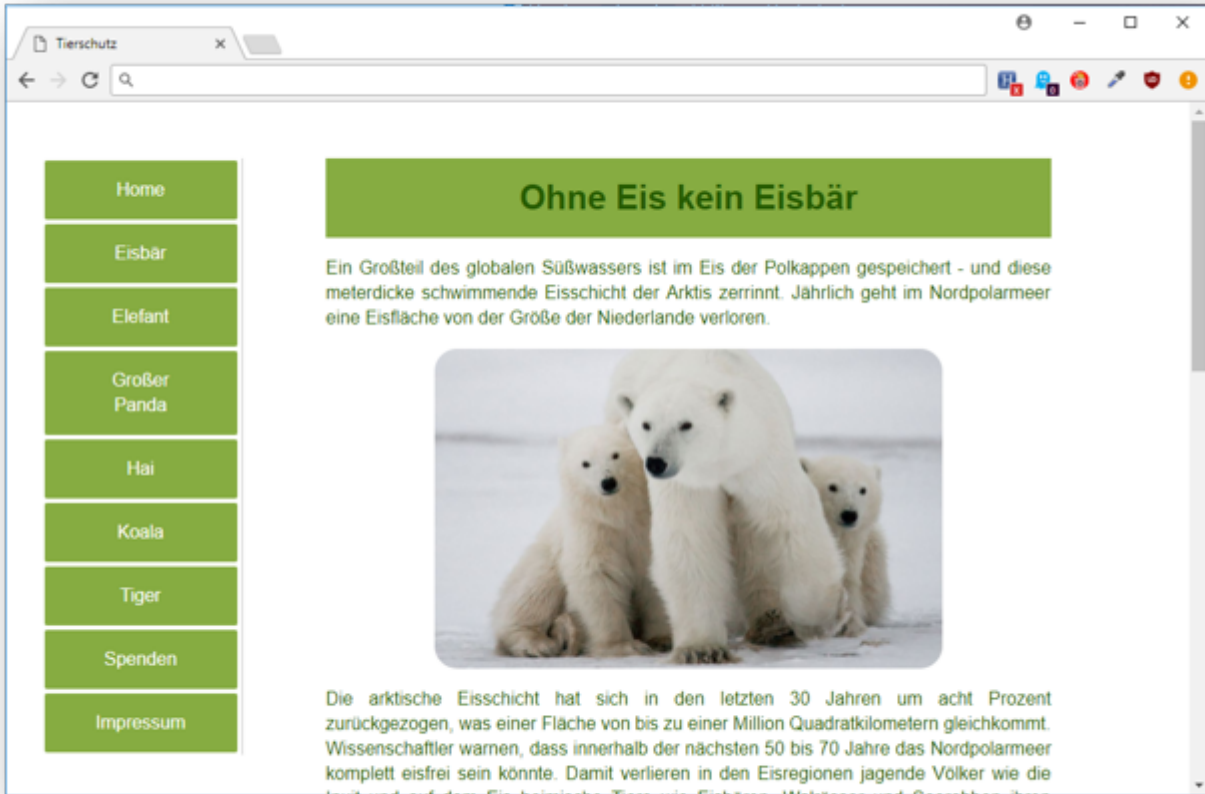 Tierschutz
Home
Eisbär
Elefant
Großer
Panda
Hai
Koala
Tiger
Spenden
Impressum
Ohne Eis kein Eisbär
Ein Großteil des globalen Süßwassers ist im Eis der Polkappen gespeichert - und diese
meterdicke schwimmende Eisschicht der Arktis zerrinnt. Jährlich geht im Nordpolarmeer
eine Eisfläche von der Größe der Niederlande verloren.
Die arktische Eisschicht hat sich in den letzten 30 Jahren um acht Prozent
zurückgezogen, was einer Fläche von bis zu einer Million Quadratkilometern gleichkommt.
Wissenschaftler warnen, dass innerhalb der nächsten 50 bis 70 Jahre das Nordpolarmeer
komplett eisfrei sein könnte. Damit verlieren in den Eisregionen jagende Völker wie die